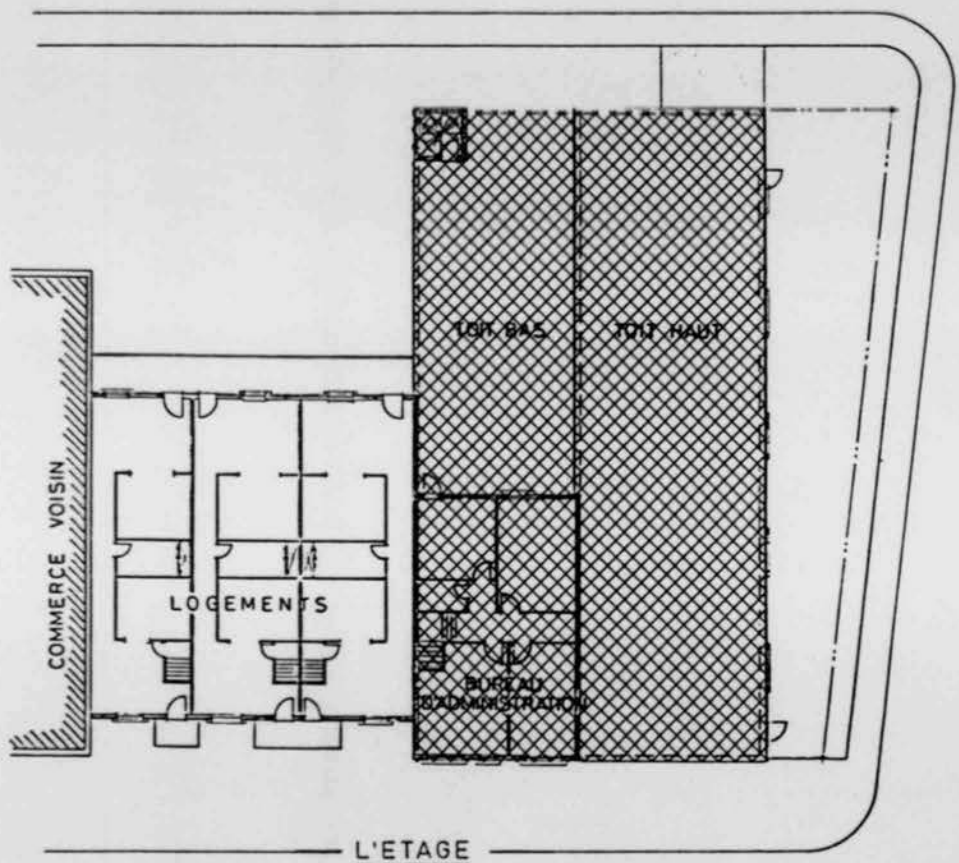 TOIT BAS
TOIT HAUT
COMMERCE VOISIN
LOGEMENTS
BUREAU
D'ADMINISTRATION
L'ETAGE